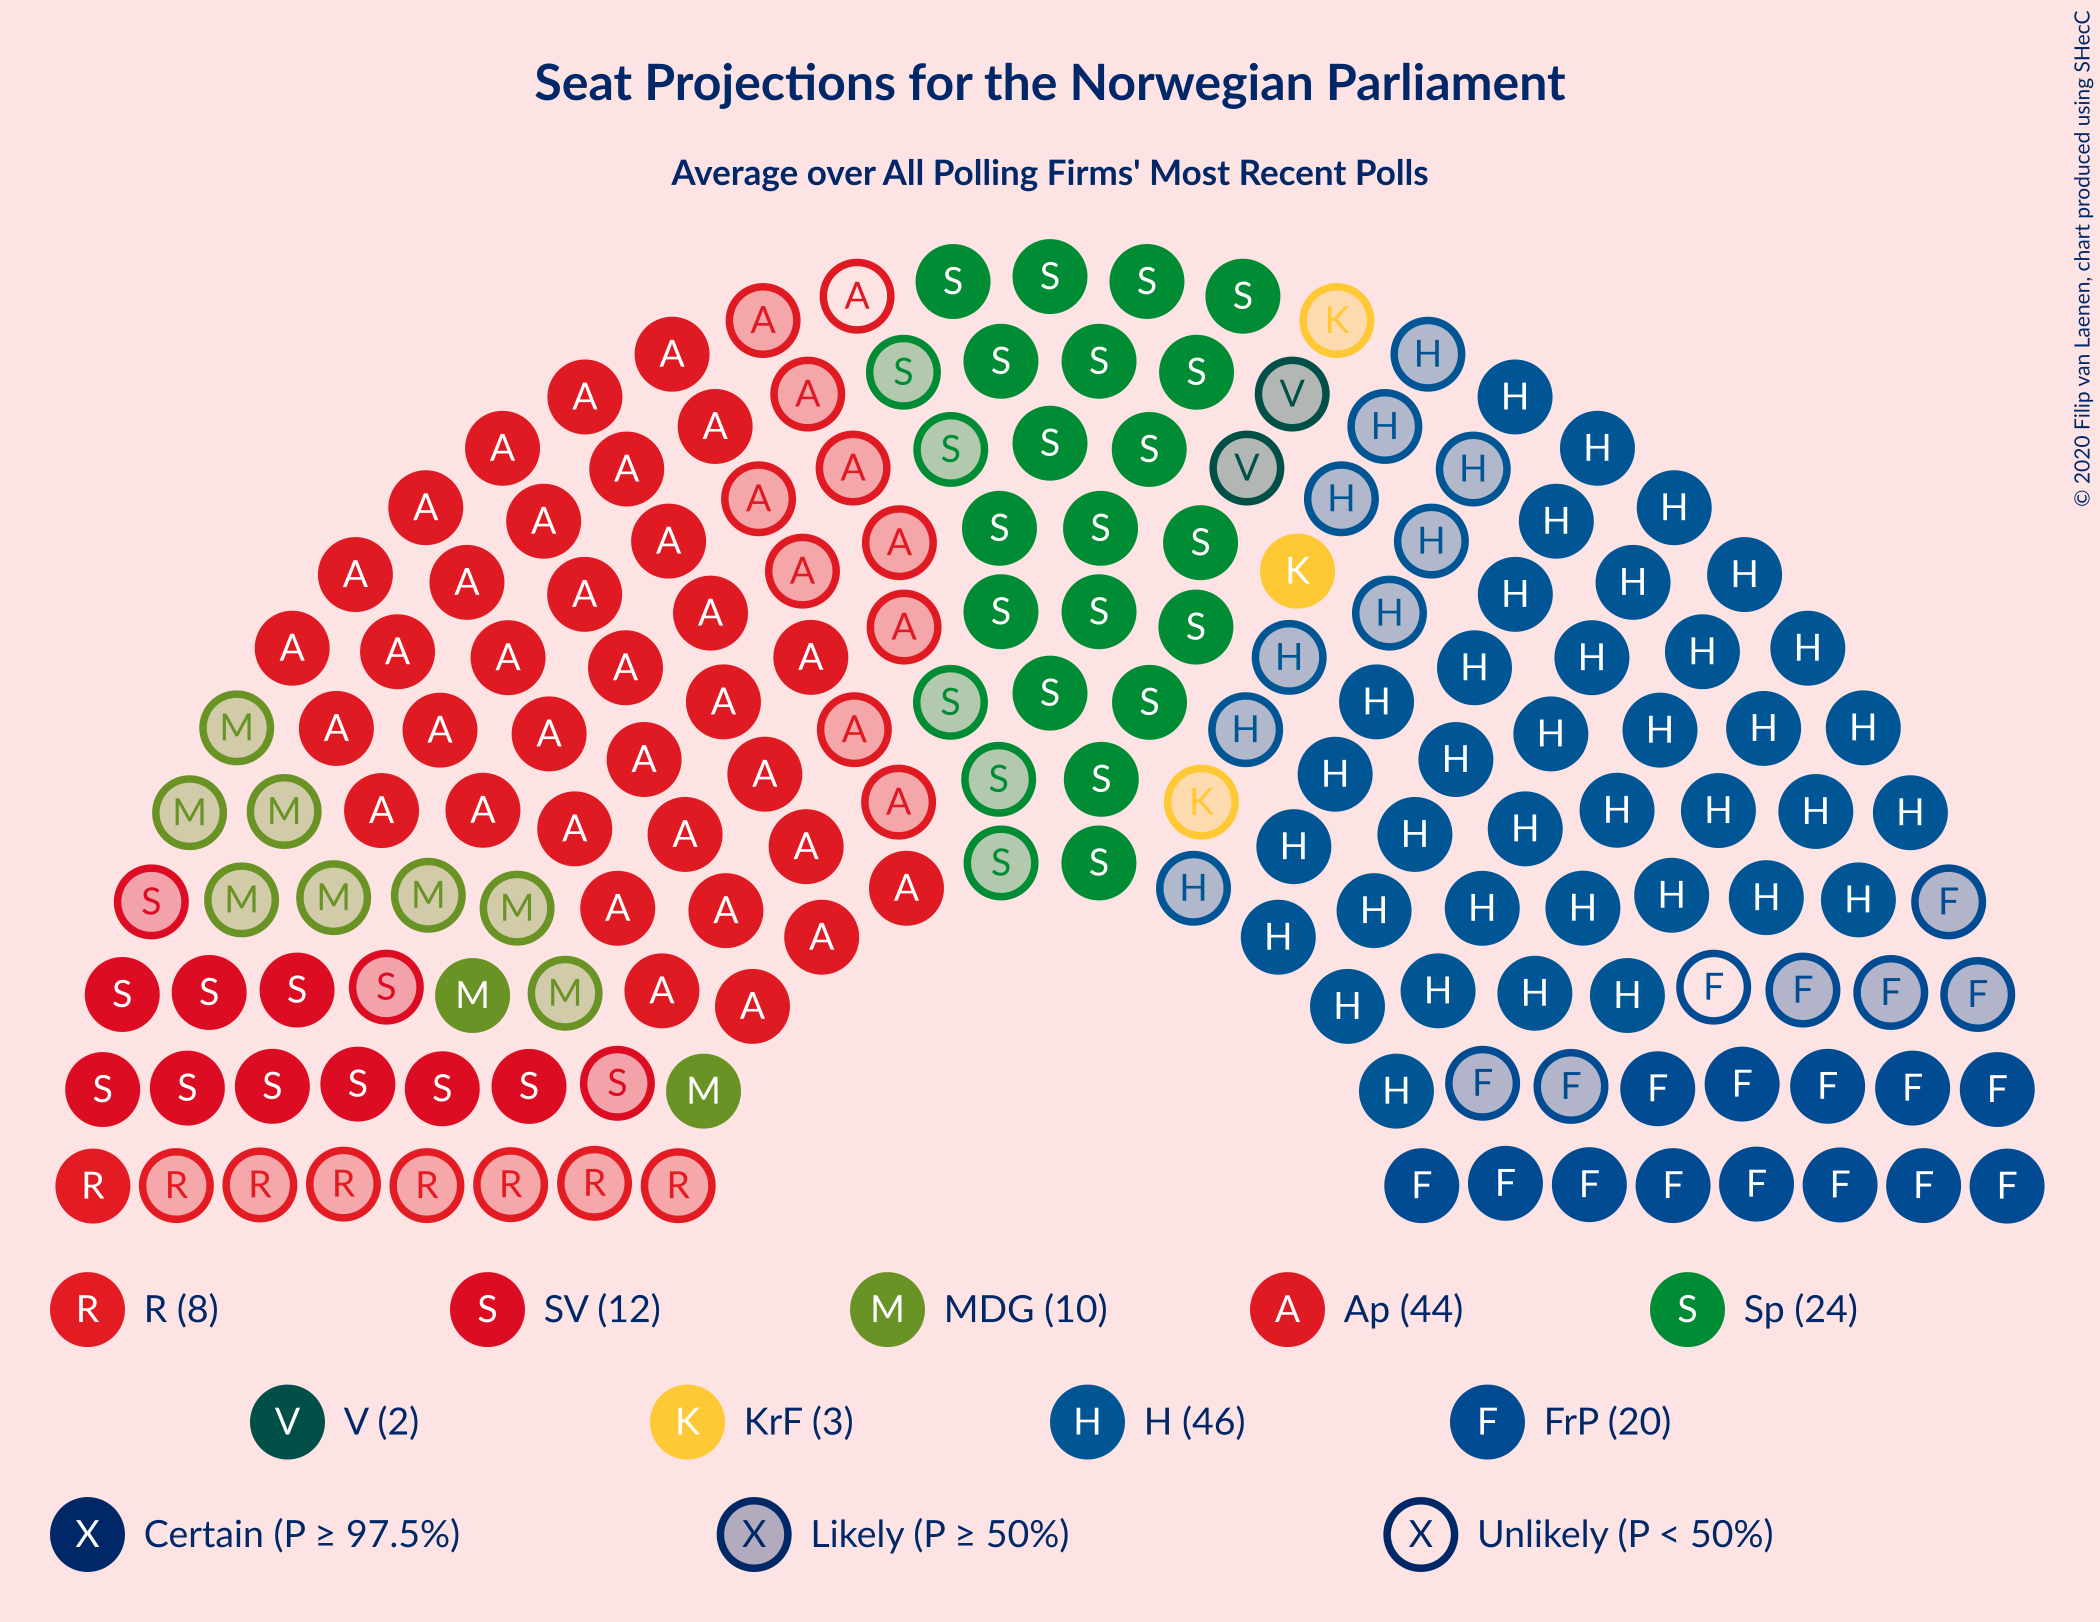 Seat Projections for the Norwegian Parliament
Average over All Polling Firms' Most Recent Polls
© 2020 Filip van Laenen, chart produced using SHecC
S S S S
A A K
A H
S S S S
A A V H
A A H H
S S S
A A A V H H
A A A H H H
S S S
A A A K H H H
A A A H H H
S S S
A A A A H H H H
A A A A A H H H H H
S S S
M A A A A A H H H H H H H
A A A H H H
S S K
M M A A A A A A H H H H H H H H
S S H
S M M M M A A A A H H H H H H H F
S S S S M M A A A H H H H H F F F F
S S S S S S S M H F F F F F F F
R R R R R R R R F F F F F F F F
R R (8) S SV (12) M MDG (10) A Ap (44) S Sp (24)
V V (2) K KrF (3) H H (46) F FrP (20)
X Certain (P ≥ 97.5%) X Likely (P ≥ 50%) X Unlikely (P < 50%)